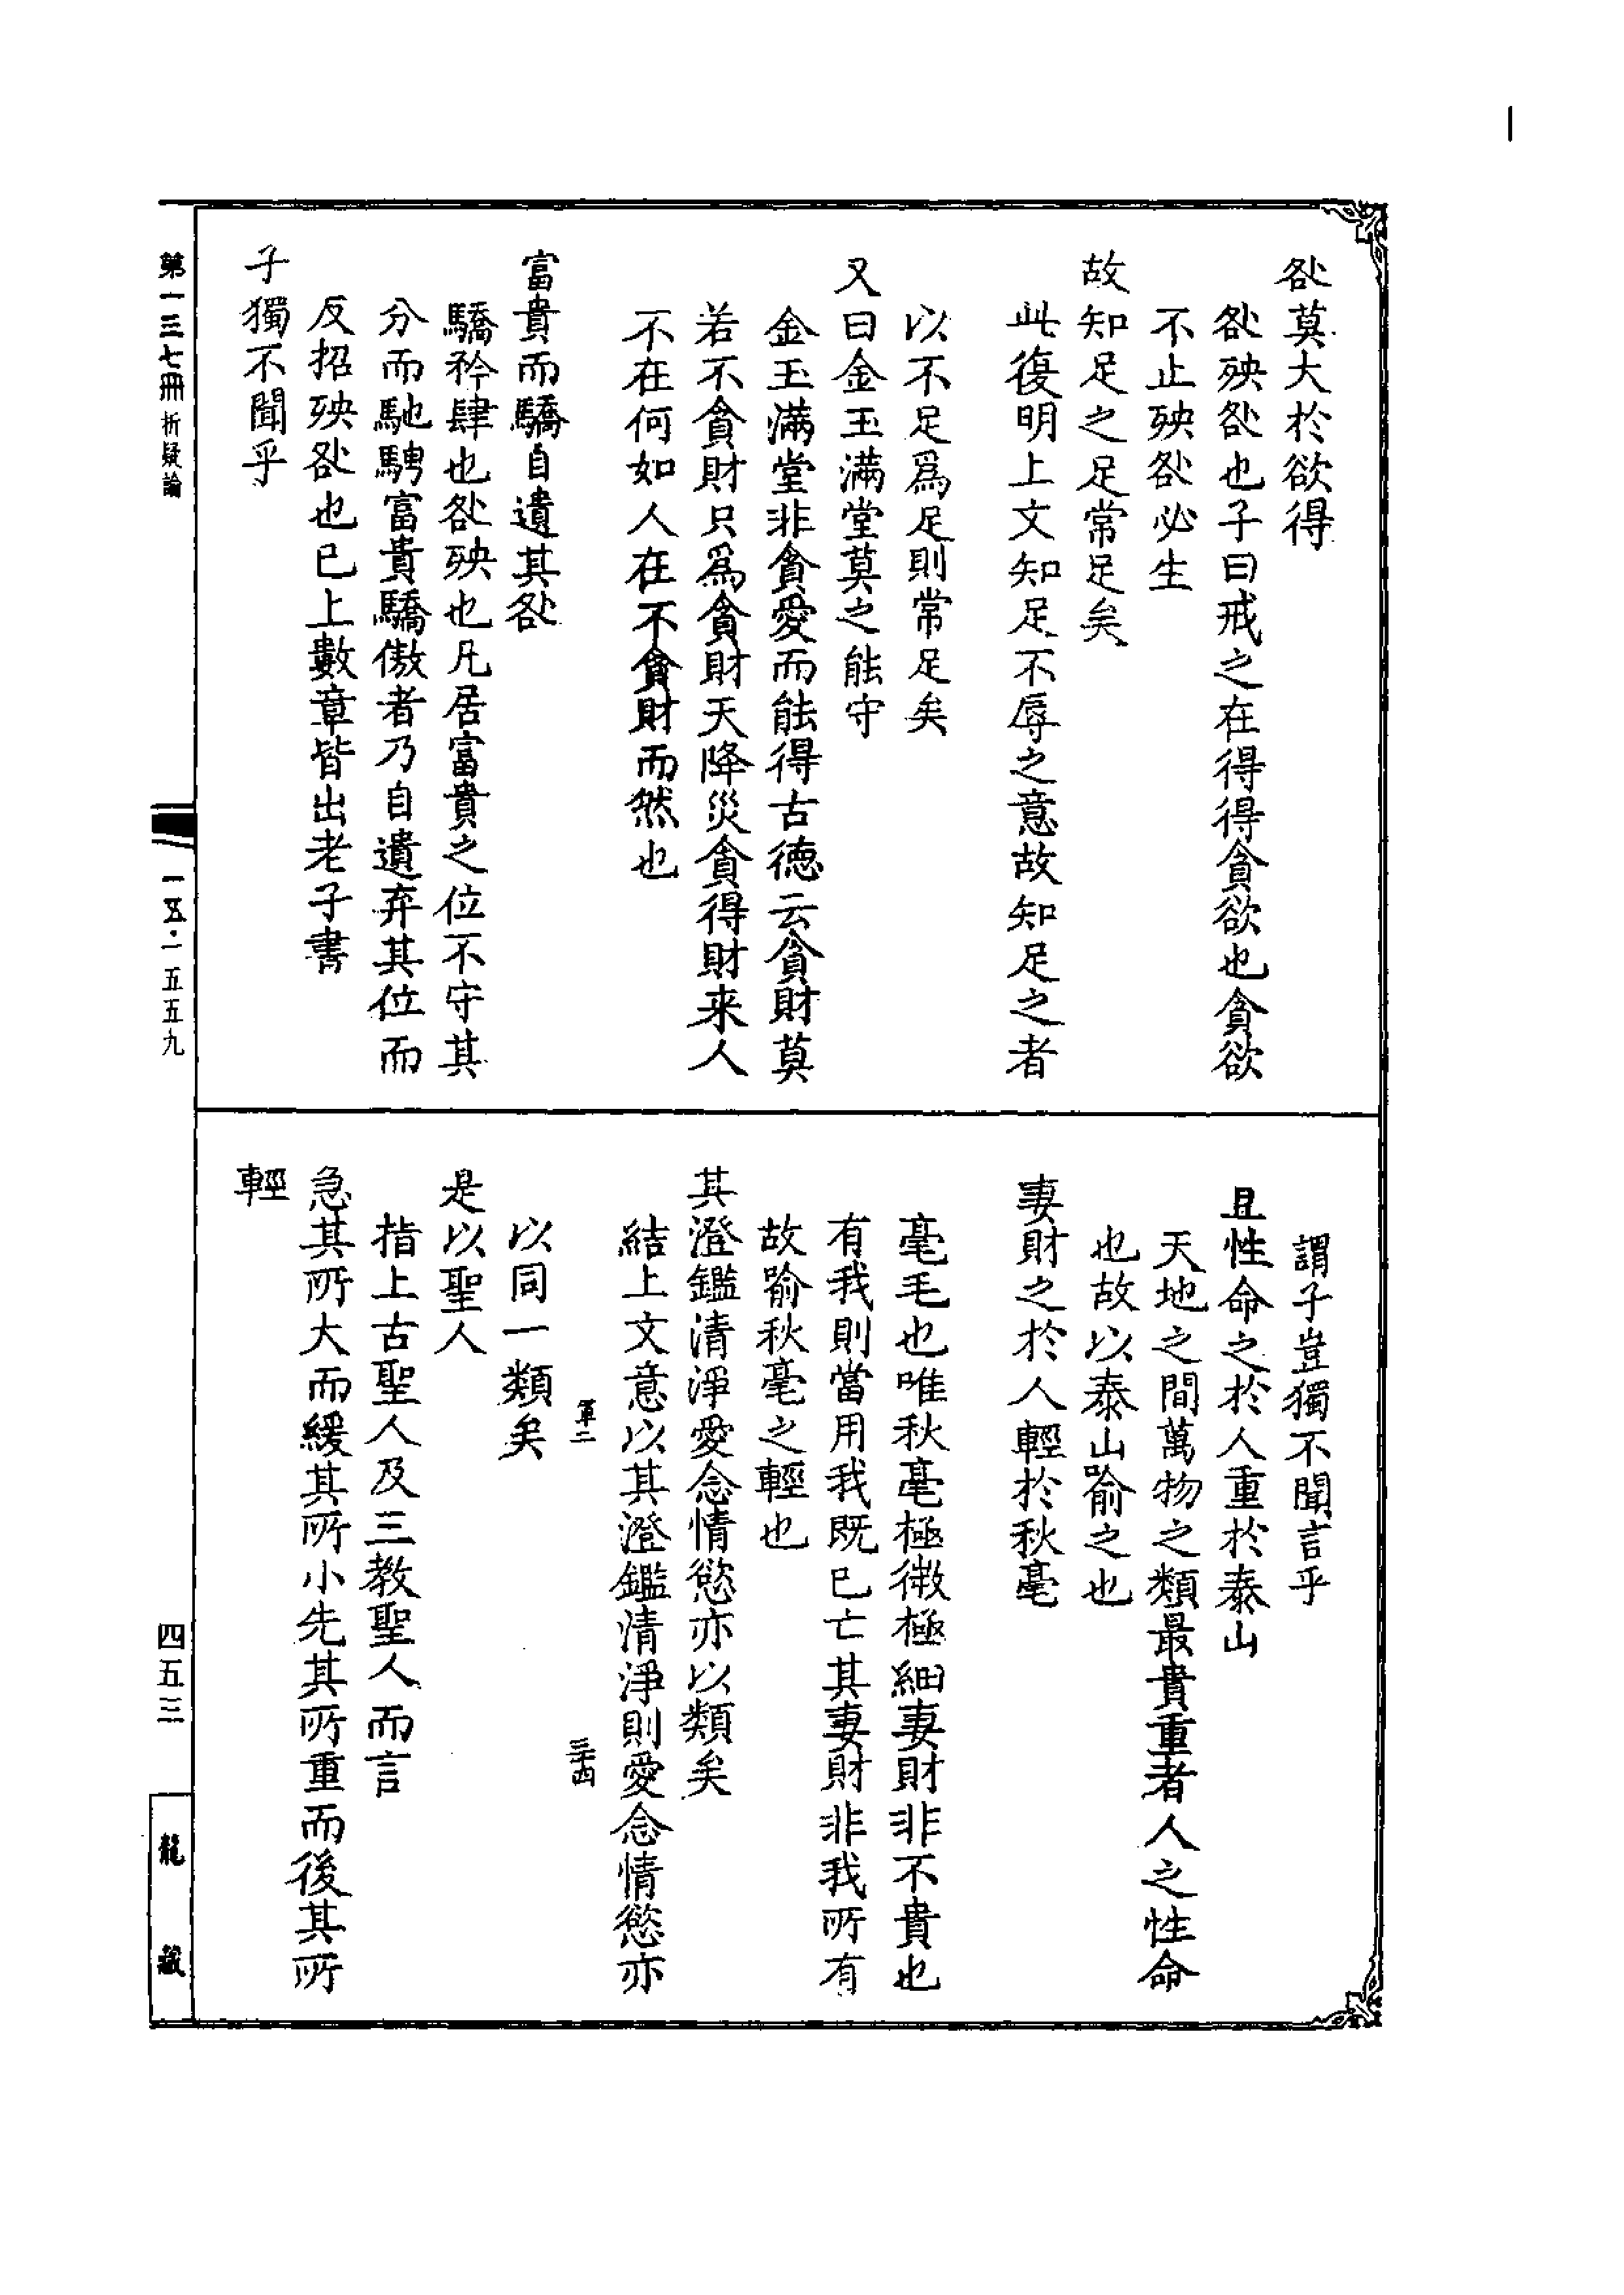 咎莫大於欲得
咎殃咎也子曰戒之在得得貪欲也貪欲
不止殃咎必生
故知足之足常足矣
此復明上文知足不辱之意故知足之者
以不足爲足則常足矣
又曰金玉滿堂莫之能守
金玉滿堂非貪愛而能得古德云貪財莫
若不貪財只爲貪財天降災貪得財来人
不在何如人在不貪財而然也
富貴而驕自遺其咎
驕矜肆也咎殃也凡居富貴之位不守其
分而馳騁富貴驕傲者乃自遺弃其位而
反招殃咎也已上數章皆出老子書
子獨不聞乎
謂子豈獨不聞言乎
且性命之於人重於泰山
天地之間萬物之類最貴重者人之性命
也故以泰山喻之也
妻財之於人輕於秋毫
毫毛也唯秋毫極微極細妻財非不貴也
有我則當用我既已亡其妻財非我所有
故喻秋毫之輕也
其澄鑑清淨愛念情慾亦以類矣
結上文意以其澄鑑清淨則愛念情慾亦
軍二 三十四
以同一類矣
是以聖人
指上古聖人及三教聖人而言
急其所大而緩其所小先其所重而後其所
輕
第一三七冊 析疑論
一五·一五五九
四五三
龍藏